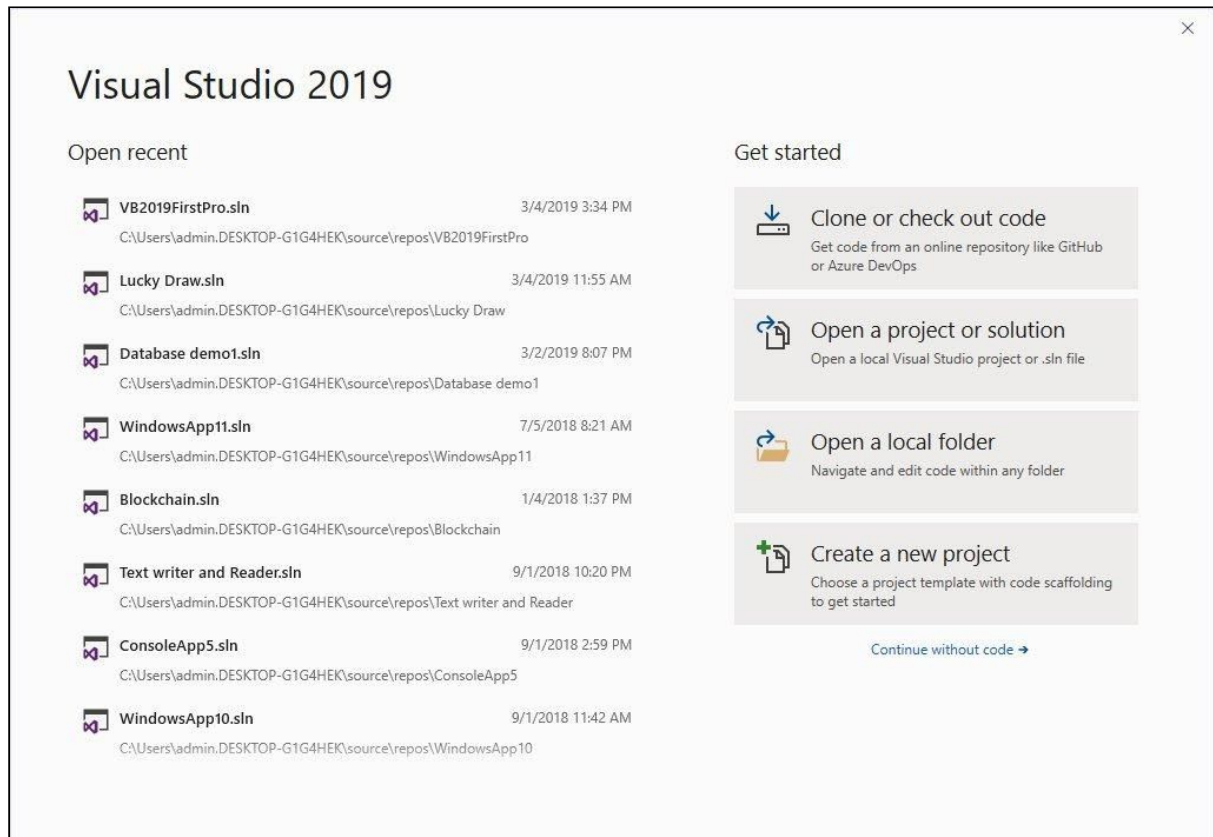 Visual Studio 2019
Open recent
VB2019FirstPro.sln 3/4/2019 3:34 PM
C:\Users\admin.DESKTOP-G1G4HEK\source\repos\VB2019FirstPro
Lucky Draw.sln 3/4/2019 11:55 AM
C:\Users\admin.DESKTOP-G1G4HEK\source\repos\Lucky Draw
Database demo1.sln 3/2/2019 8:07 PM
C:\Users\admin.DESKTOP-G1G4HEK\source\repos\Database demo1
WindowsApp11.sln 7/5/2018 8:21 AM
C:\Users\admin.DESKTOP-G1G4HEK\source\repos\WindowsApp11
Blockchain.sln 1/4/2018 1:37 PM
C:\Users\admin.DESKTOP-G1G4HEK\source\repos\Blockchain
Text writer and Reader.sln 9/1/2018 10:20 PM
C:\Users\admin.DESKTOP-G1G4HEK\source\repos\Text writer and Reader
ConsoleApp5.sln 9/1/2018 2:59 PM
C:\Users\admin.DESKTOP-G1G4HEK\source\repos\ConsoleApp5
WindowsApp10.sln 9/1/2018 11:42 AM
C:\Users\admin.DESKTOP-G1G4HEK\source\repos\WindowsApp10
Get started
Clone or check out code
Get code from an online repository like GitHub
or Azure DevOps
Open a project or solution
Open a local Visual Studio project or .sln file
Open a local folder
Navigate and edit code within any folder
Create a new project
Choose a project template with code scaffolding
to get started
Continue without code →